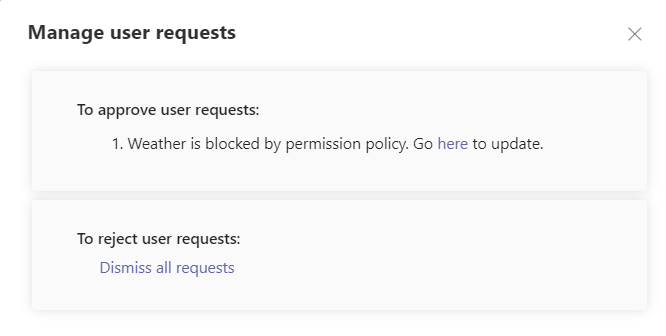 Manage user requests
To approve user requests:
1. Weather is blocked by permission policy. Go here to update.
To reject user requests:
Dismiss all requests